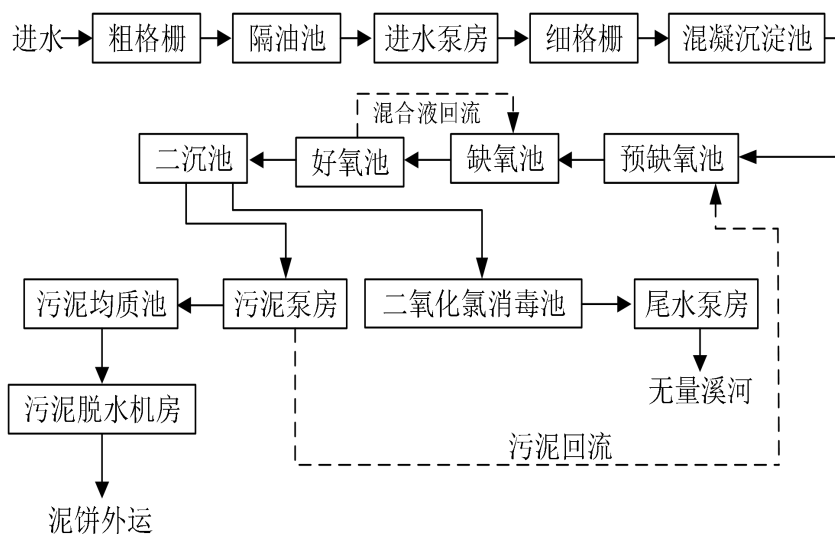 进水
粗格栅
隔油池
进水泵房
细格栅
混凝沉淀池
混合液回流
二沉池
好氧池
缺氧池
预缺氧池
污泥均质池
污泥泵房
二氧化氯消毒池
尾水泵房
无量溪河
污泥脱水机房
污泥回流
泥饼外运